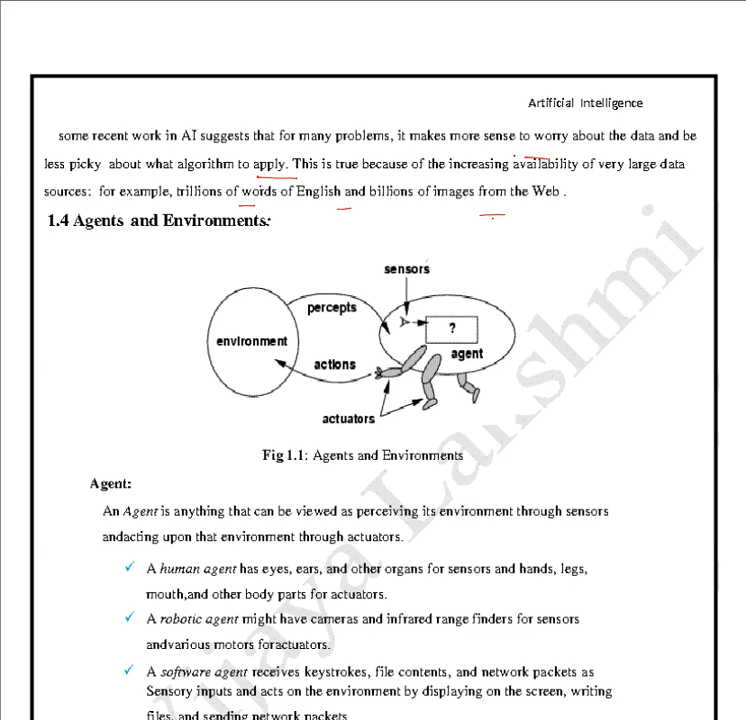 Artificial Intelligence
some recent work in AI suggests that for many problems, it makes more sense to worry about the data and be
less picky about what algorithm to apply. This is true because of the increasing availability of very large data
sources: for example, trillions of words of English and billions of images from the Web .
1.4 Agents and Environments:
sensors
percepts
environment
?
agent
actions
actuators
Fig 1.1: Agents and Environments
Agent:
An Agent is anything that can be viewed as perceiving its environment through sensors
andacting upon that environment through actuators.
✓ A human agent has eyes, ears, and other organs for sensors and hands, legs,
mouth,and other body parts for actuators.
✓ A robotic agent might have cameras and infrared range finders for sensors
andvarious motors foractuators.
✓ A software agent receives keystrokes, file contents, and network packets as
Sensory inputs and acts on the environment by displaying on the screen, writing
files, and sending network packets
Vijaya Lakshmi